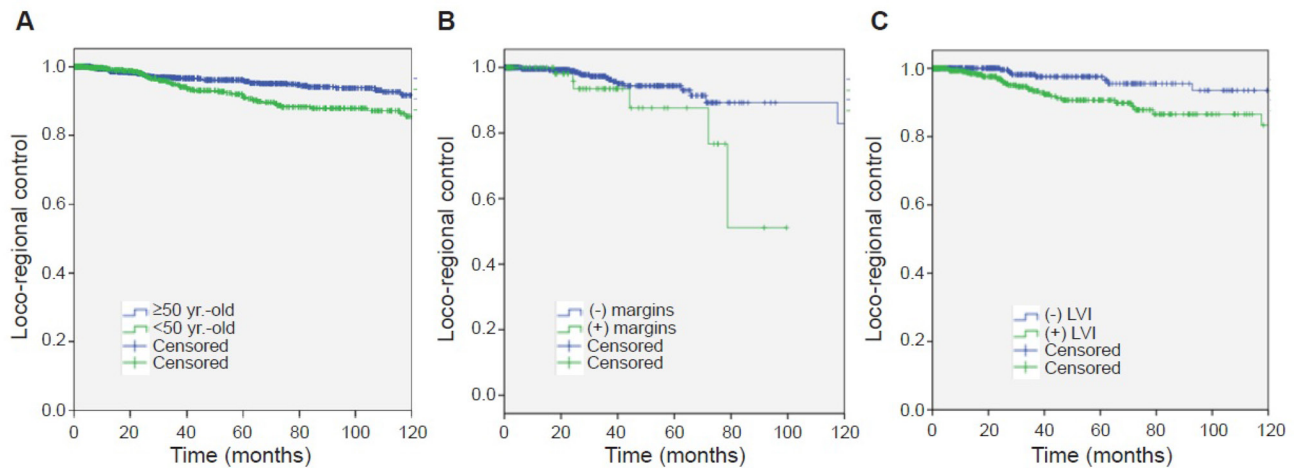 A
Loco-regional control
1.0
0.8
0.6
0.4
0.2
0.0
≥50 yr.-old
<50 yr.-old
Censored
Censored
0 20 40 60 80 100 120
Time (months)
B
Loco-regional control
1.0
0.8
0.6
0.4
0.2
0.0
(-) margins
(+) margins
Censored
Censored
0 20 40 60 80 100 120
Time (months)
C
Loco-regional control
1.0
0.8
0.6
0.4
0.2
0.0
(-) LVI
(+) LVI
Censored
Censored
0 20 40 60 80 100 120
Time (months)